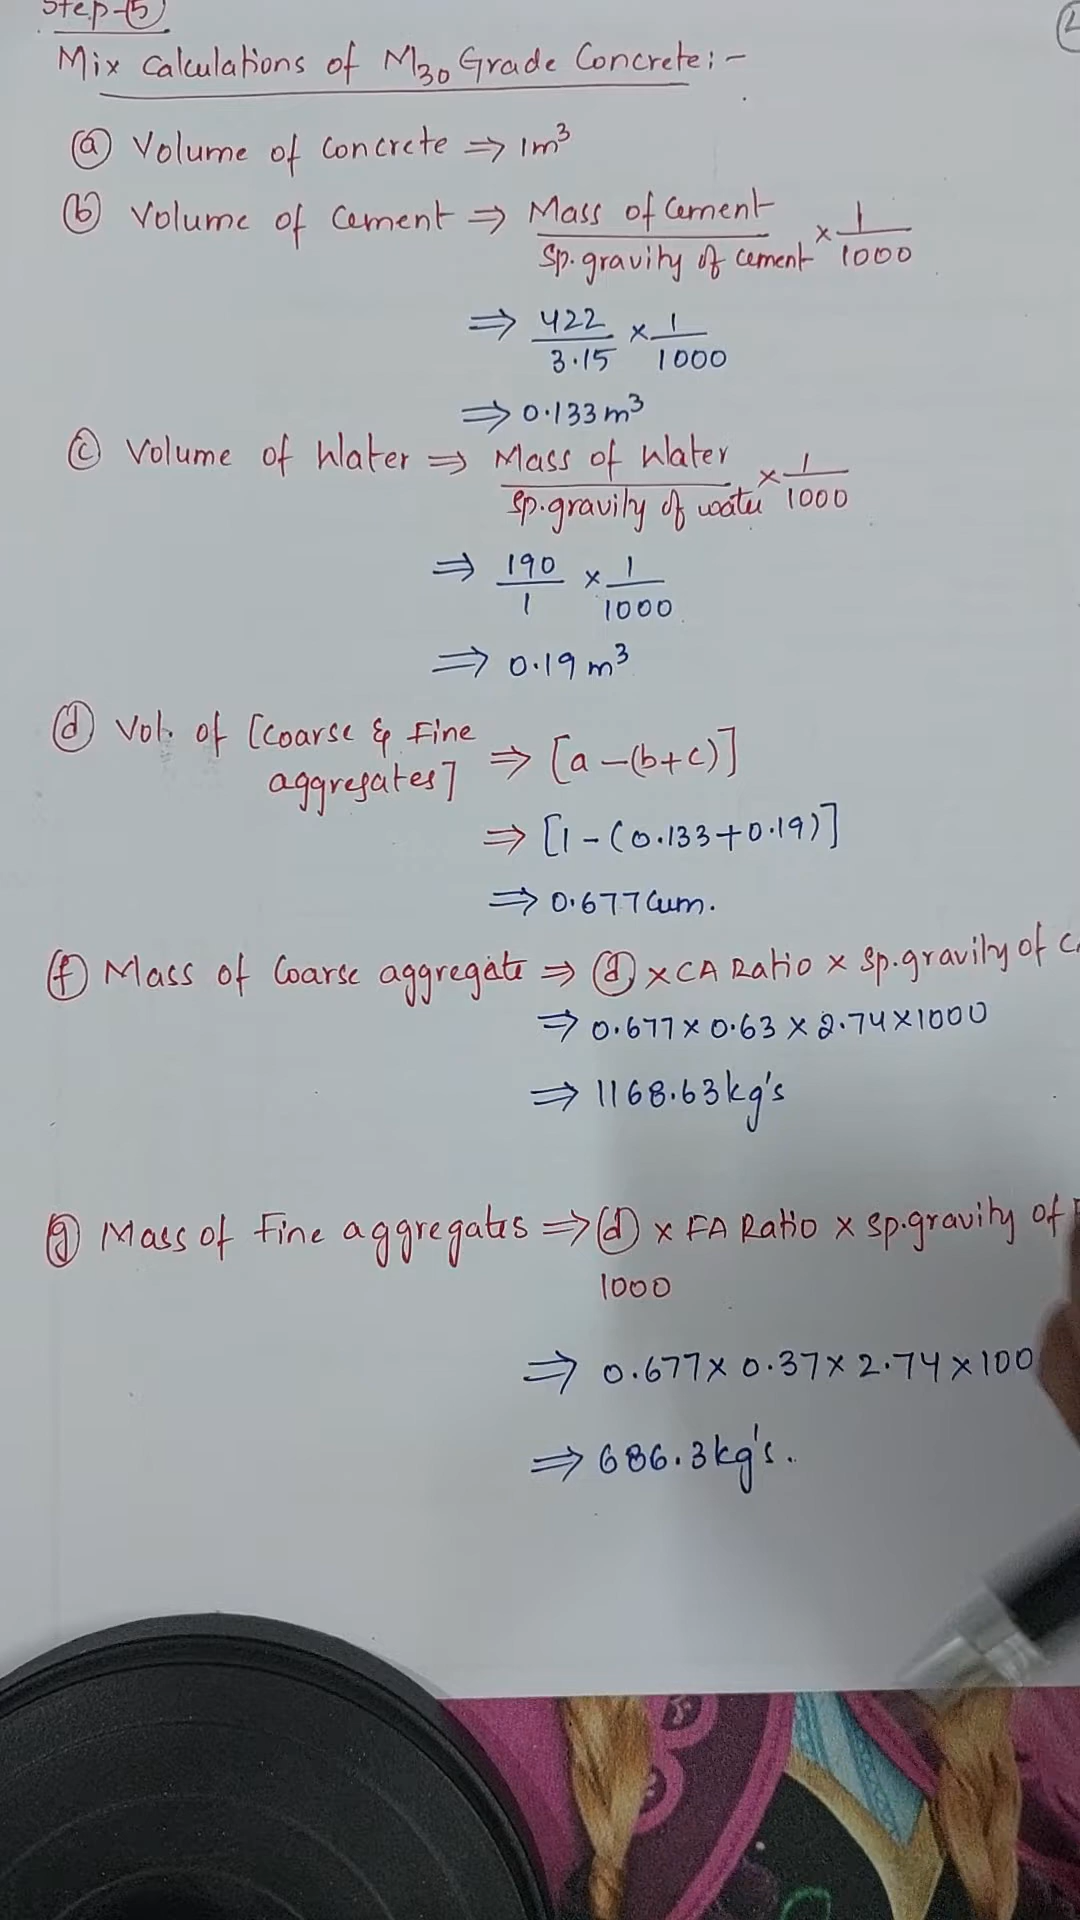 Step-5
Mix Calculations of M30 Grade Concrete:-
(a) Volume of Concrete ⇒ 1m³
(b) Volume of Cement ⇒ Mass of Cement / Sp.gravity of cement × 1/1000
⇒ 422/3.15 × 1/1000
⇒ 0.133 m³
(c) Volume of Water ⇒ Mass of Water / Sp.gravity of water × 1/1000
⇒ 190/1 × 1/1000
⇒ 0.19 m³
(d) Vol. of [Coarse & Fine
aggregates] ⇒ [a-(b+c)]
⇒ [1-(0.133+0.19)]
⇒ 0.677 Cum.
(f) Mass of Coarse aggregate ⇒ (d) × CA Ratio × Sp.gravity of
⇒ 0.677 × 0.63 × 2.74 × 1000
⇒ 1168.63 kg's
(g) Mass of Fine aggregates ⇒ (d) × FA Ratio × Sp.gravity of
1000
⇒ 0.677 × 0.37 × 2.74 × 100
⇒ 686.3 kg's.